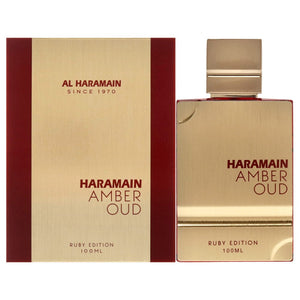 AL HARAMAIN
SINCE 1970
HARAMAIN
AMBER
OUD
RUBY EDITION
100ML
HARAMAIN
AMBER
OUD
RUBY EDITION
100ML